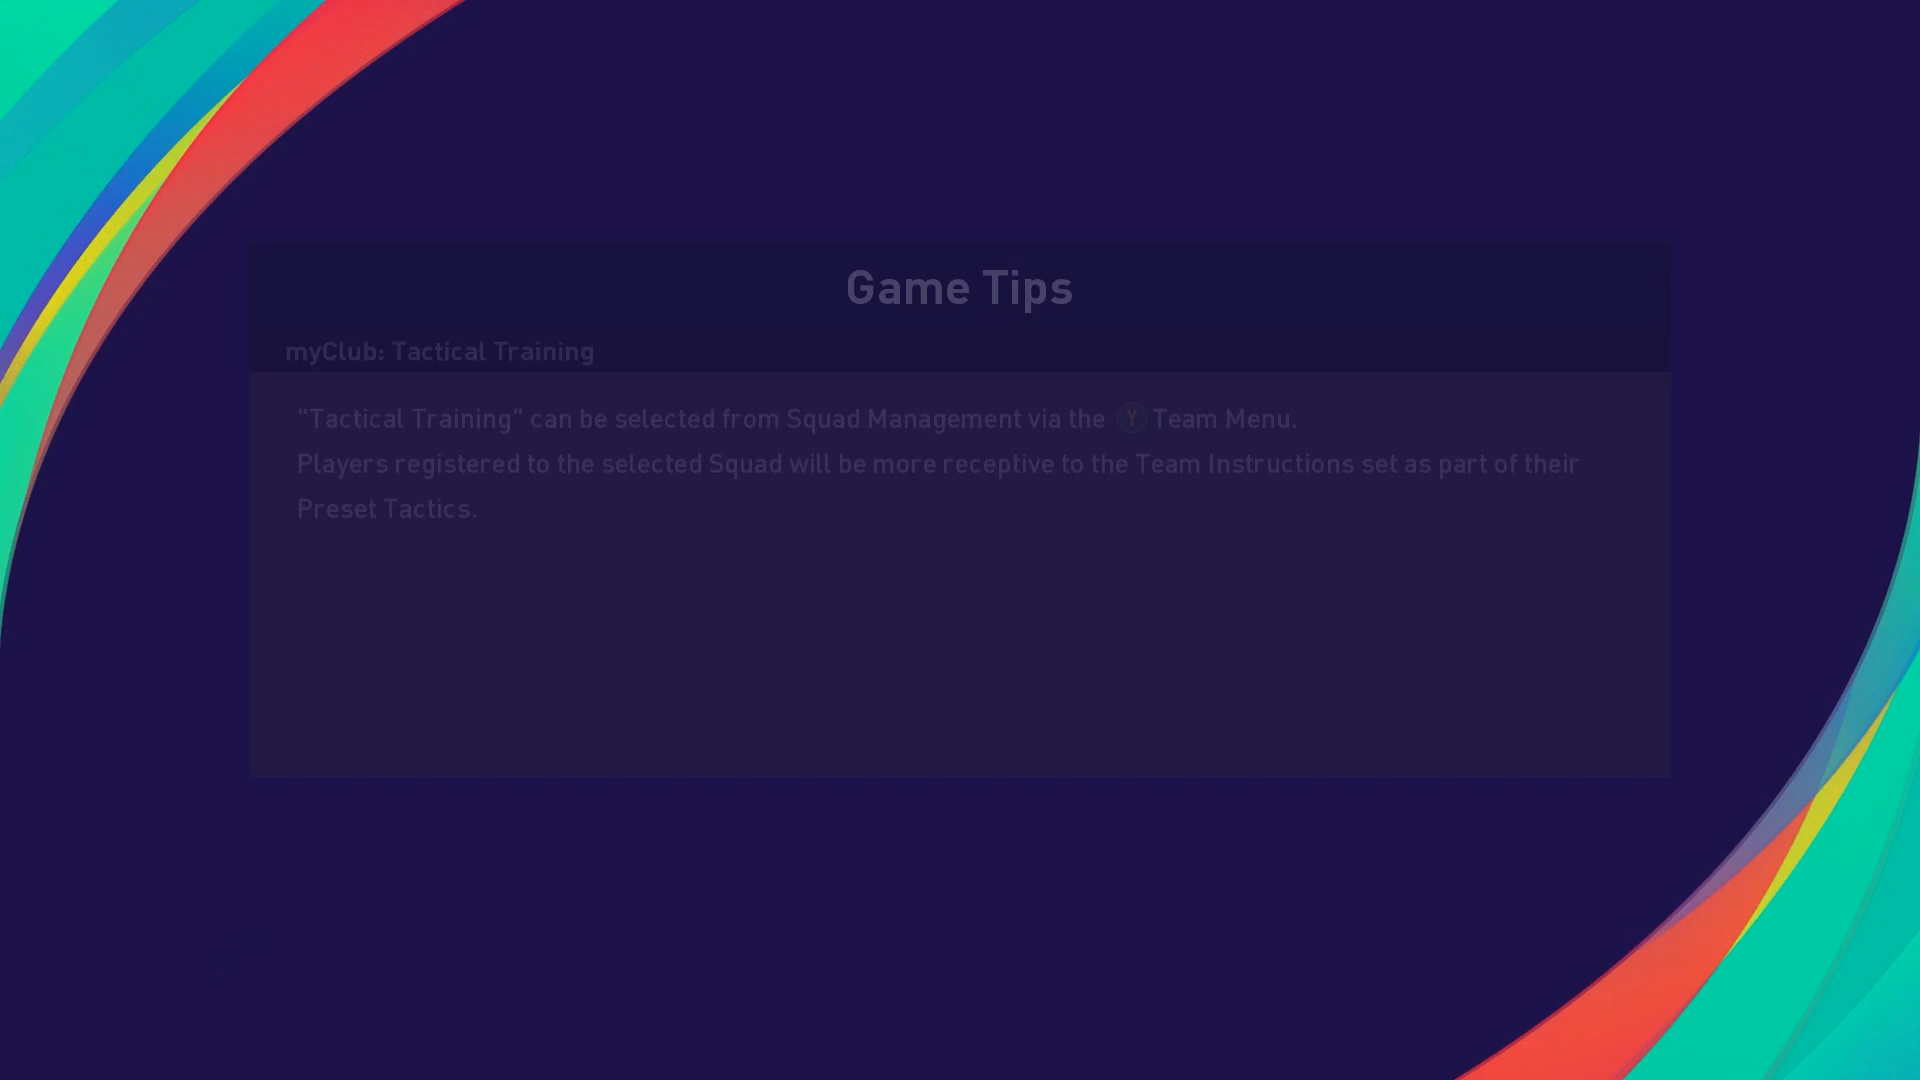 Game Tips
myClub: Tactical Training
“Tactical Training” can be selected from Squad Management via the Y Team Menu.
Players registered to the selected Squad will be more receptive to the Team Instructions set as part of their
Preset Tactics.